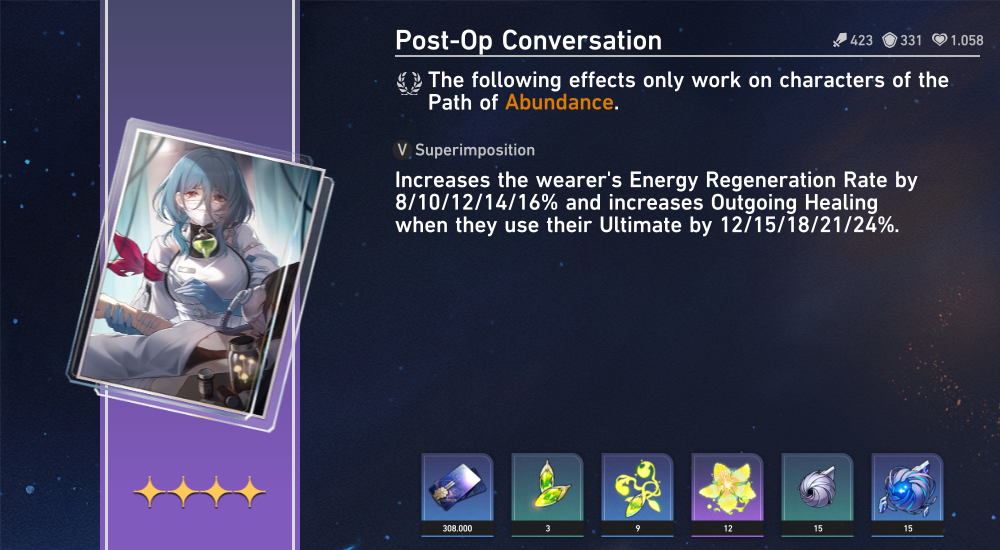 Post-Op Conversation
423 331 1.058
The following effects only work on characters of the
Path of Abundance.
V Superimposition
Increases the wearer's Energy Regeneration Rate by
8/10/12/14/16% and increases Outgoing Healing
when they use their Ultimate by 12/15/18/21/24%.
308.000 3 9 12 15 15